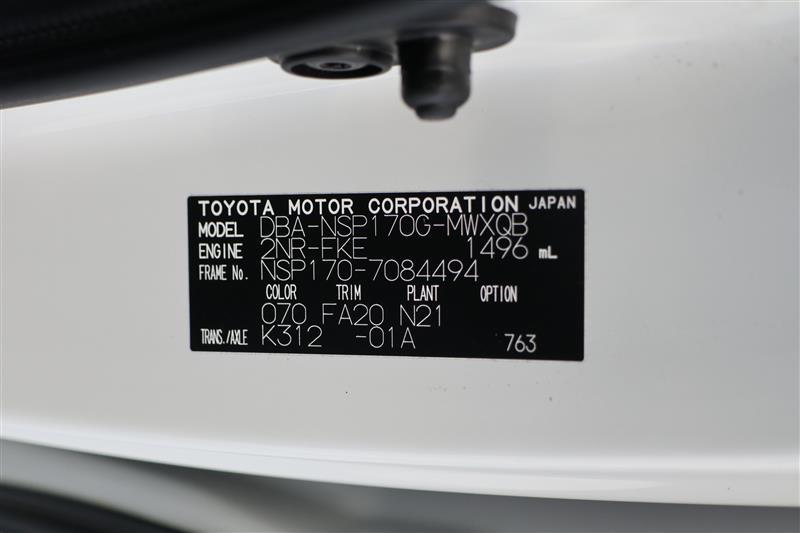 TOYOTA MOTOR CORPORATION JAPAN
MODEL DBA-NSP170G-MWXQB
ENGINE 2NR-FKE 1496 mL
FRAME No. NSP170-7084494
COLOR TRIM PLANT OPTION
070 FA20 N21
TRANS./AXLE K312 -01A 763